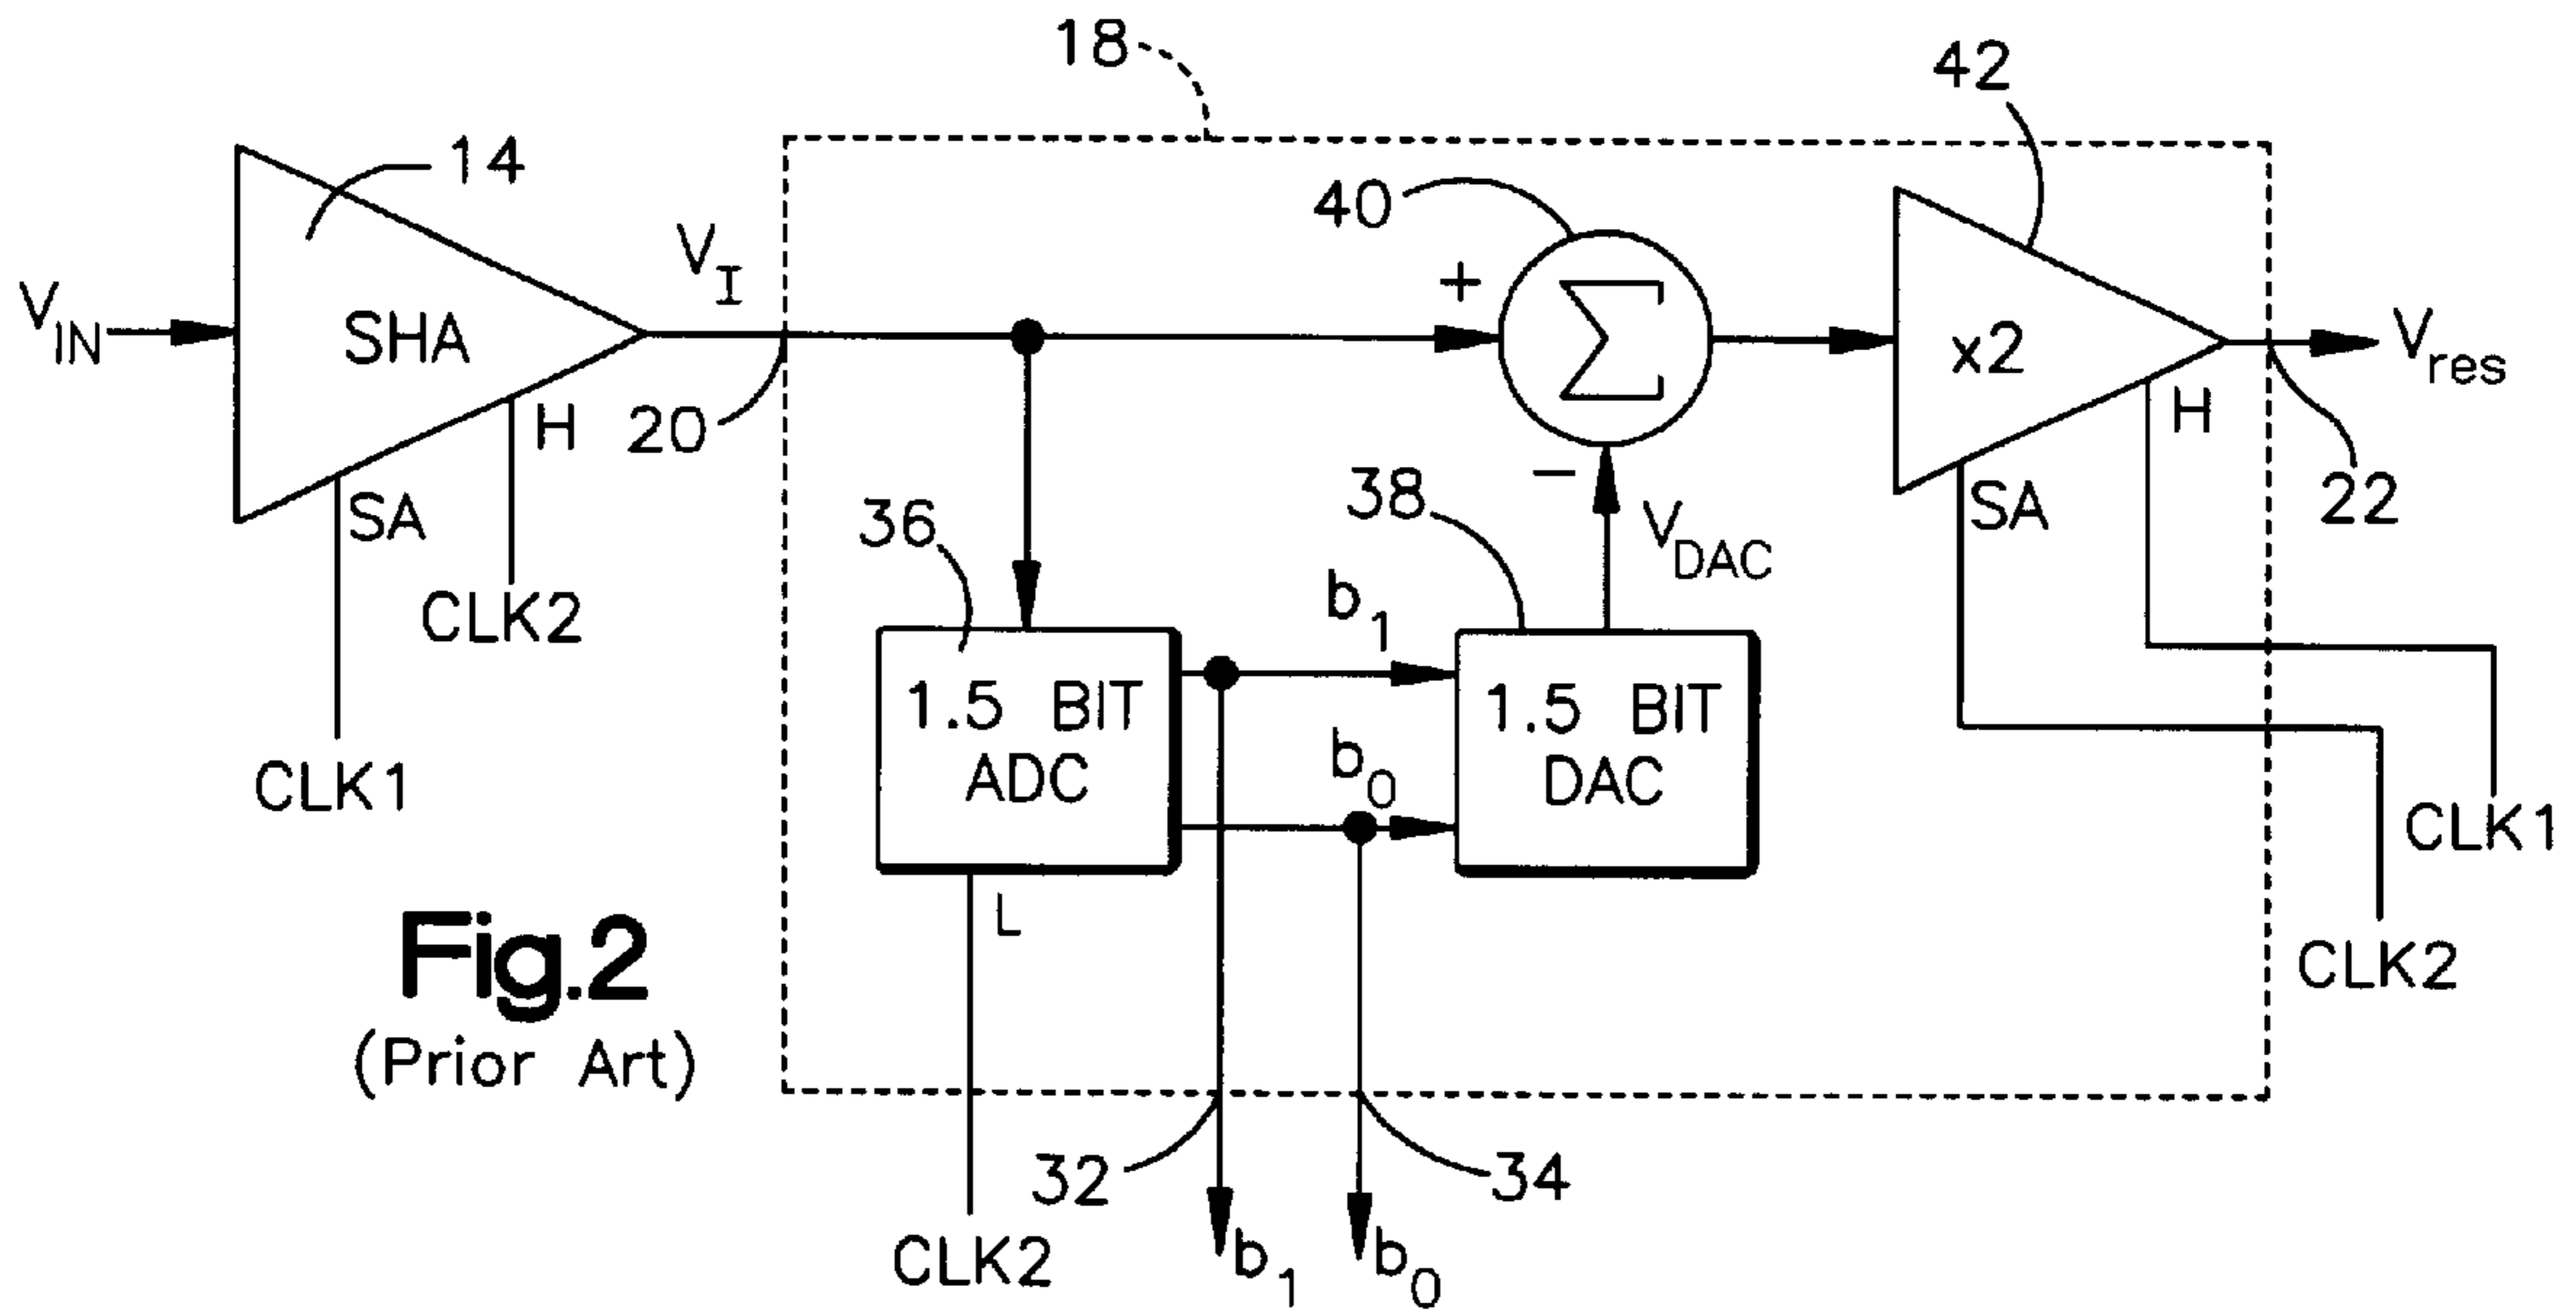 18
42
14
40
V_I
+
V_IN
SHA
Σ
x2
V_res
20
H
−
H
SA
SA
22
36
38
V_DAC
CLK2
b_1
1.5 BIT
ADC
1.5 BIT
DAC
b_0
CLK1
CLK1
L
CLK2
Fig.2
(Prior Art)
32
34
CLK2
b_1
b_0